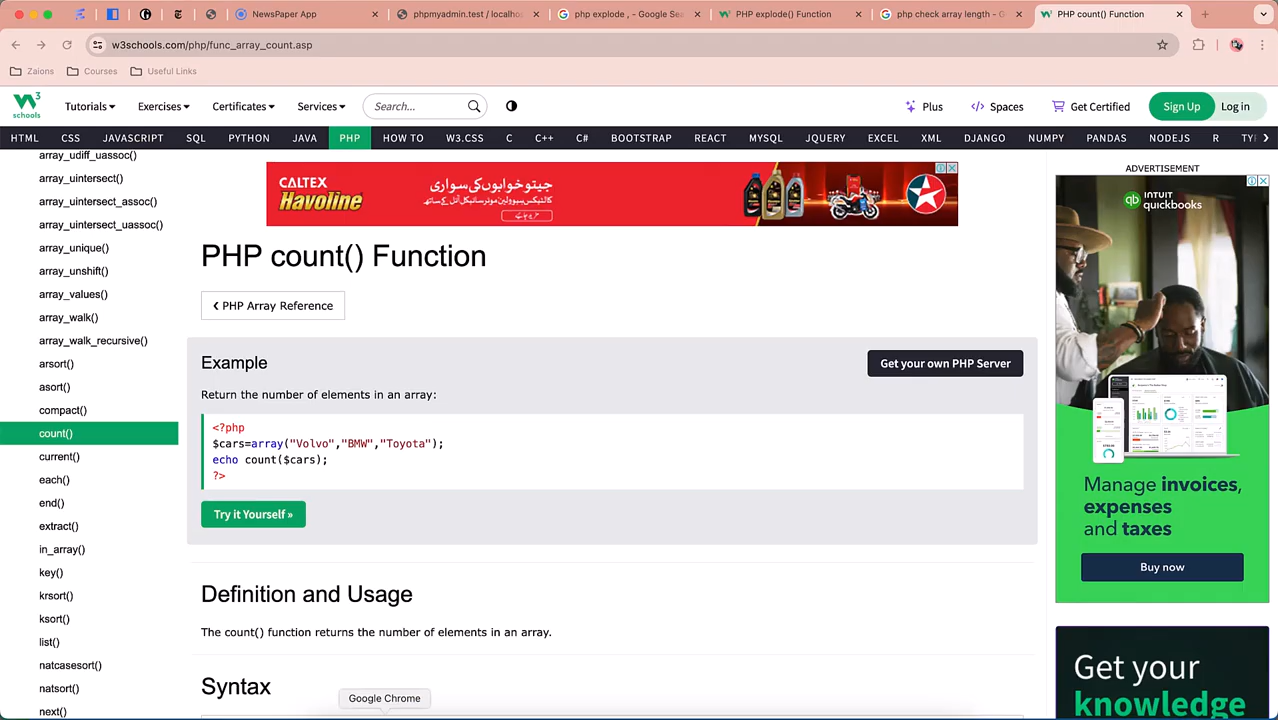 NewsPaper App
phpmyadmin.test / localho
php explode , - Google Sea
PHP explode() Function
php check array length - G
PHP count() Function
w3schools.com/php/func_array_count.asp
Zaions
Courses
Useful Links
W3
schools
Tutorials
Exercises
Certificates
Services
Search...
Plus
Spaces
Get Certified
Sign Up
Log in
HTML
CSS
JAVASCRIPT
SQL
PYTHON
JAVA
PHP
HOW TO
W3.CSS
C
C++
C#
BOOTSTRAP
REACT
MYSQL
JQUERY
EXCEL
XML
DJANGO
NUMPY
PANDAS
NODEJS
R
TY
array_udiff_uassoc()
array_uintersect()
array_uintersect_assoc()
array_uintersect_uassoc()
array_unique()
array_unshift()
array_values()
array_walk()
array_walk_recursive()
arsort()
asort()
compact()
count()
current()
each()
end()
extract()
in_array()
key()
krsort()
ksort()
list()
natcasesort()
natsort()
next()
CALTEX
Havoline
جیتو خوابوں کی سواری
PHP count() Function
❮ PHP Array Reference
Example
Get your own PHP Server
Return the number of elements in an array:
<?php
$cars=array("Volvo","BMW","Toyota");
echo count($cars);
?>
Try it Yourself »
Definition and Usage
The count() function returns the number of elements in an array.
Syntax
Google Chrome
ADVERTISEMENT
INTUIT
quickbooks
Manage invoices,
expenses
and taxes
Buy now
Get your
knowledge